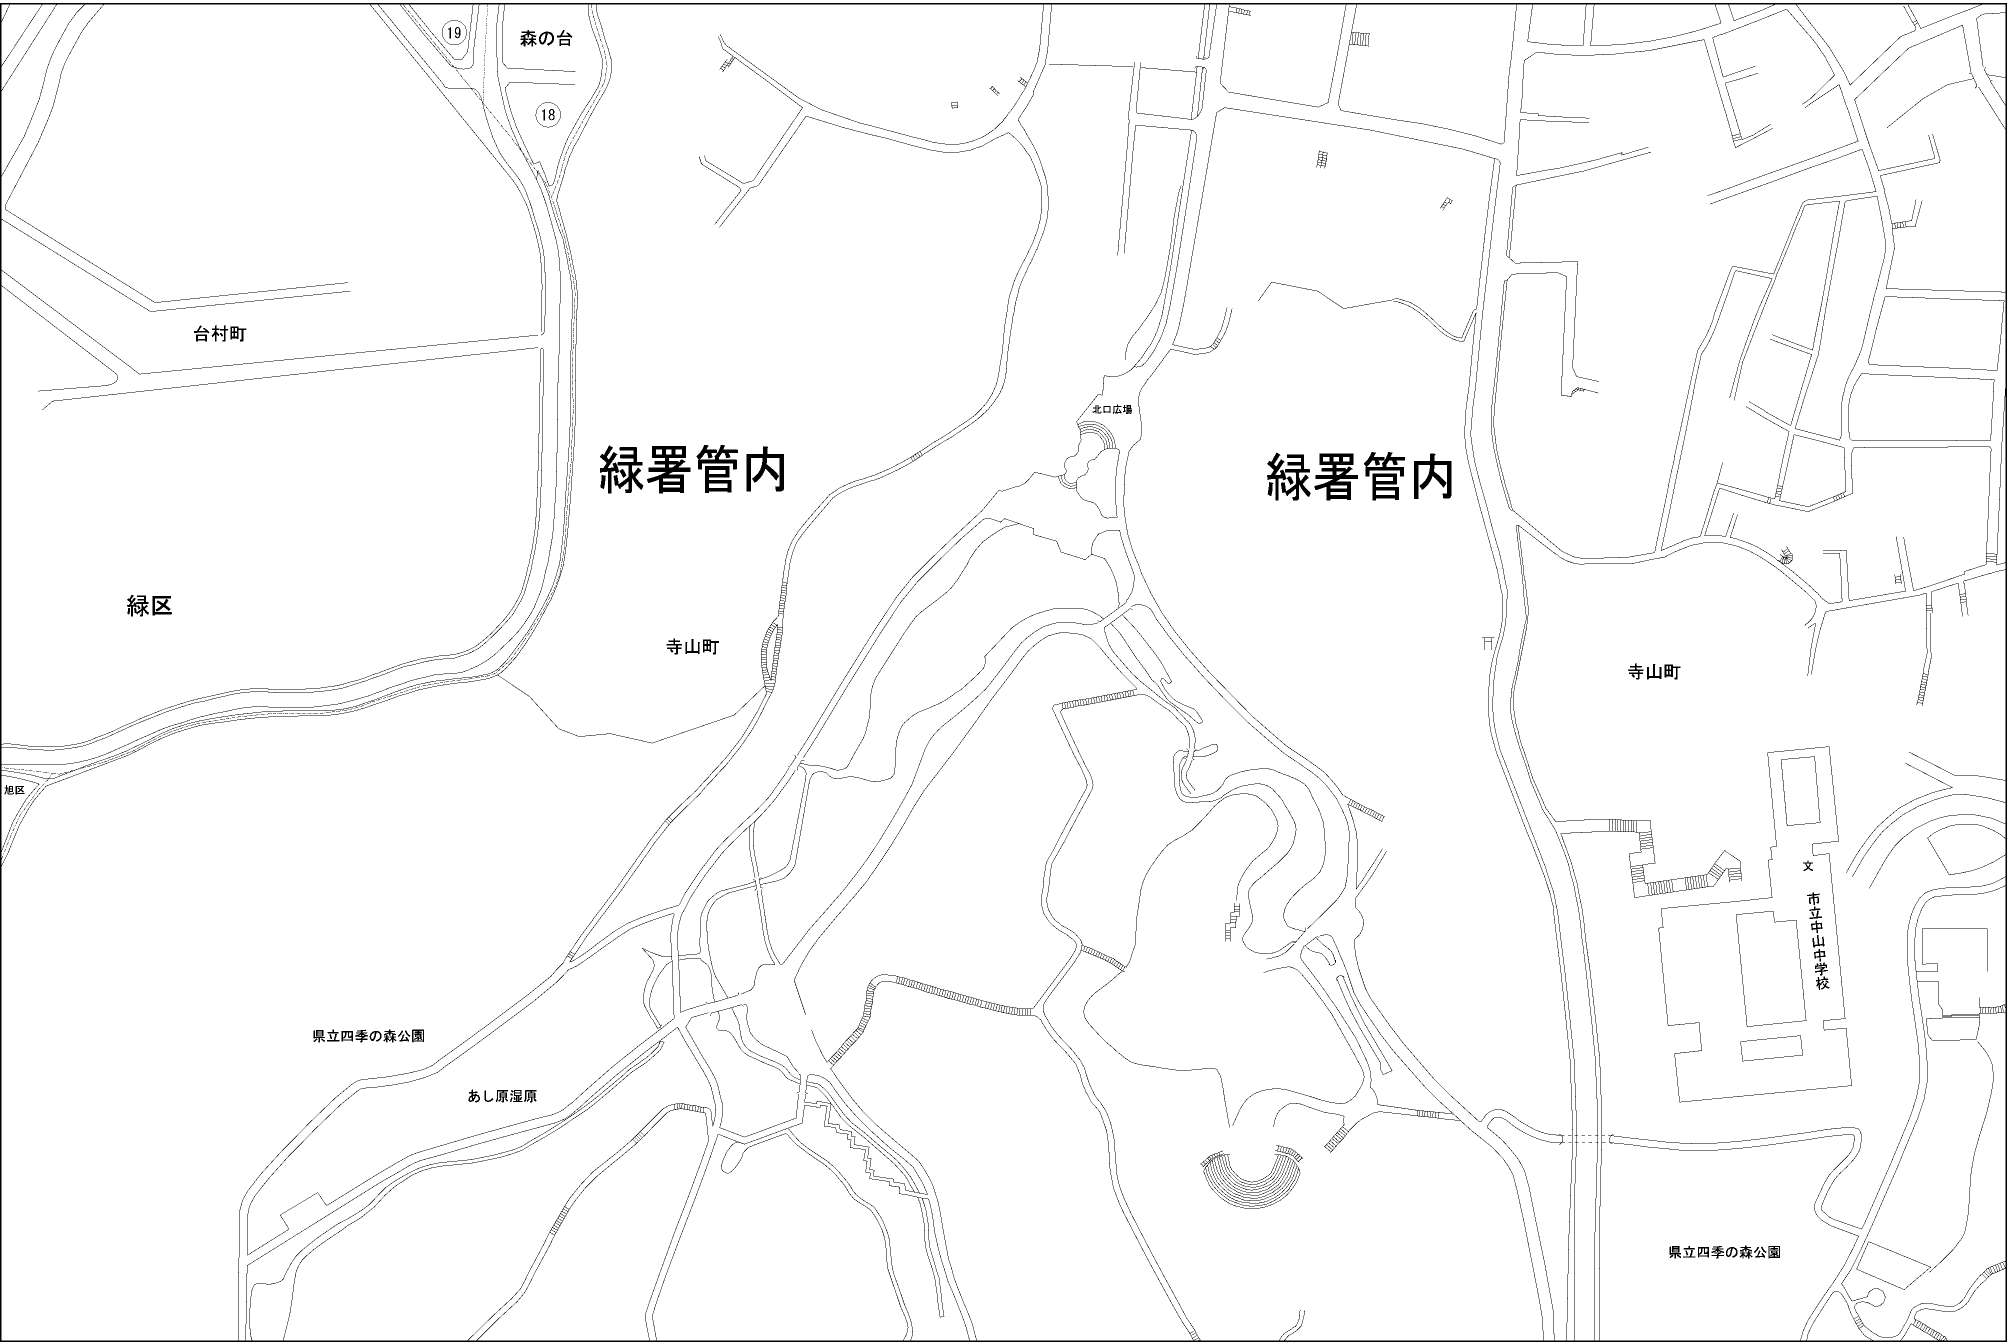 19
森の台
18
台村町
北口広場
緑署管内
緑署管内
緑区
寺山町
寺山町
旭区
文
市立中山中学校
県立四季の森公園
あし原湿原
県立四季の森公園